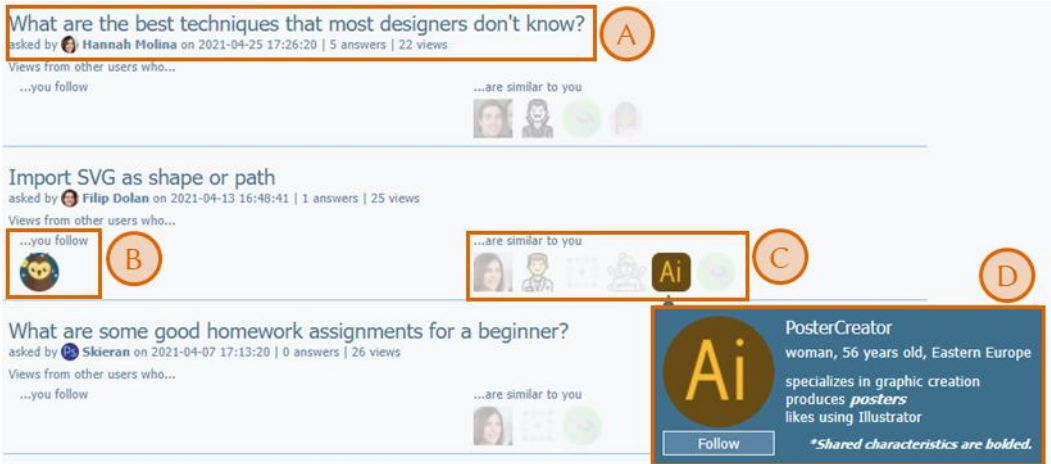 What are the best techniques that most designers don't know?
A
asked by Hannah Molina on 2021-04-25 17:26:20 | 5 answers | 22 views
Views from other users who...
...you follow
...are similar to you
Import SVG as shape or path
asked by Filip Dolan on 2021-04-13 16:48:41 | 1 answers | 25 views
Views from other users who...
...you follow
B
...are similar to you
Ai
C
D
What are some good homework assignments for a beginner?
asked by Ps Skieran on 2021-04-07 17:13:20 | 0 answers | 26 views
Views from other users who...
...you follow
...are similar to you
Ai
PosterCreator
woman, 56 years old, Eastern Europe
specializes in graphic creation
produces posters
likes using Illustrator
Follow
*Shared characteristics are bolded.